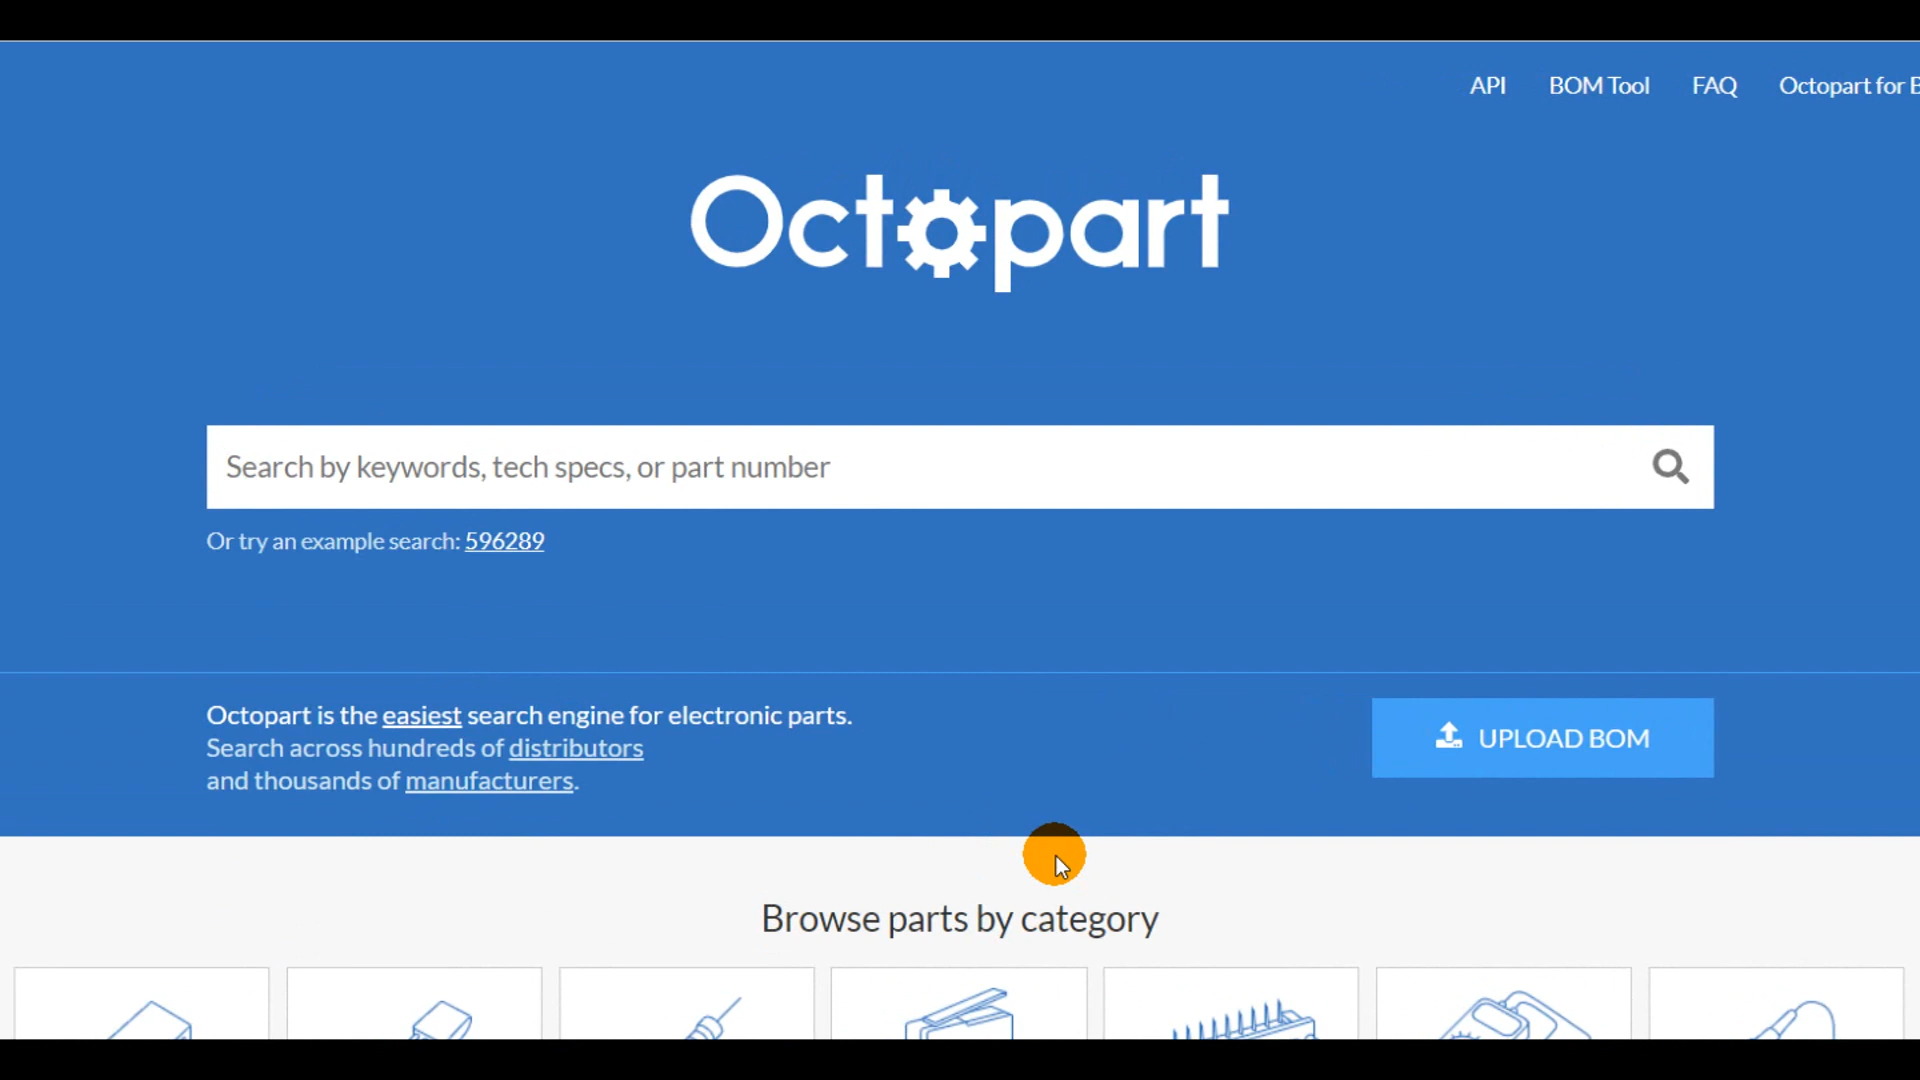 API BOM Tool FAQ Octopart for
Octopart
Search by keywords, tech specs, or part number
Or try an example search: 596289
Octopart is the easiest search engine for electronic parts.
Search across hundreds of distributors
and thousands of manufacturers.
UPLOAD BOM
Browse parts by category